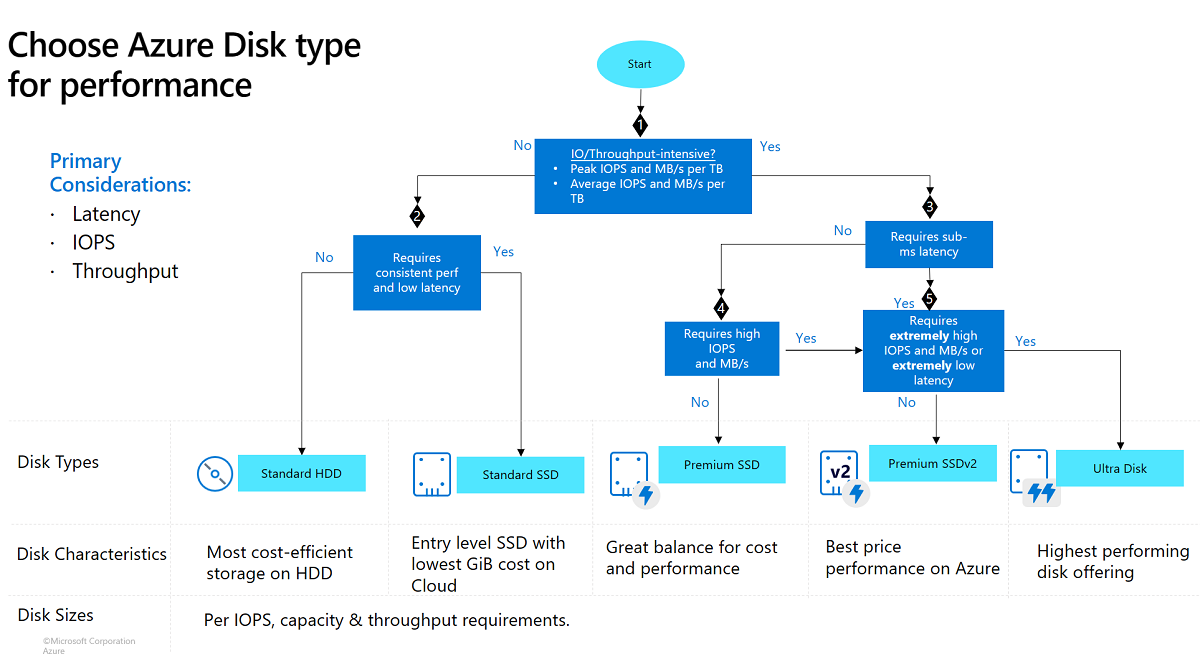 Choose Azure Disk type
for performance
Primary
Considerations:
· Latency
· IOPS
· Throughput
Start
1
No
Yes
IO/Throughput-intensive?
• Peak IOPS and MB/s per TB
• Average IOPS and MB/s per
TB
2
3
No
Yes
Requires
consistent perf
and low latency
No
Requires sub-
ms latency
4
Yes
5
Requires high
IOPS
and MB/s
Yes
Requires
extremely high
IOPS and MB/s or
extremely low
latency
Yes
No
No
Disk Types
Standard HDD
Standard SSD
Premium SSD
v2
Premium SSDv2
Ultra Disk
Disk Characteristics
Most cost-efficient
storage on HDD
Entry level SSD with
lowest GiB cost on
Cloud
Great balance for cost
and performance
Best price
performance on Azure
Highest performing
disk offering
Disk Sizes
Per IOPS, capacity & throughput requirements.
©Microsoft Corporation
Azure